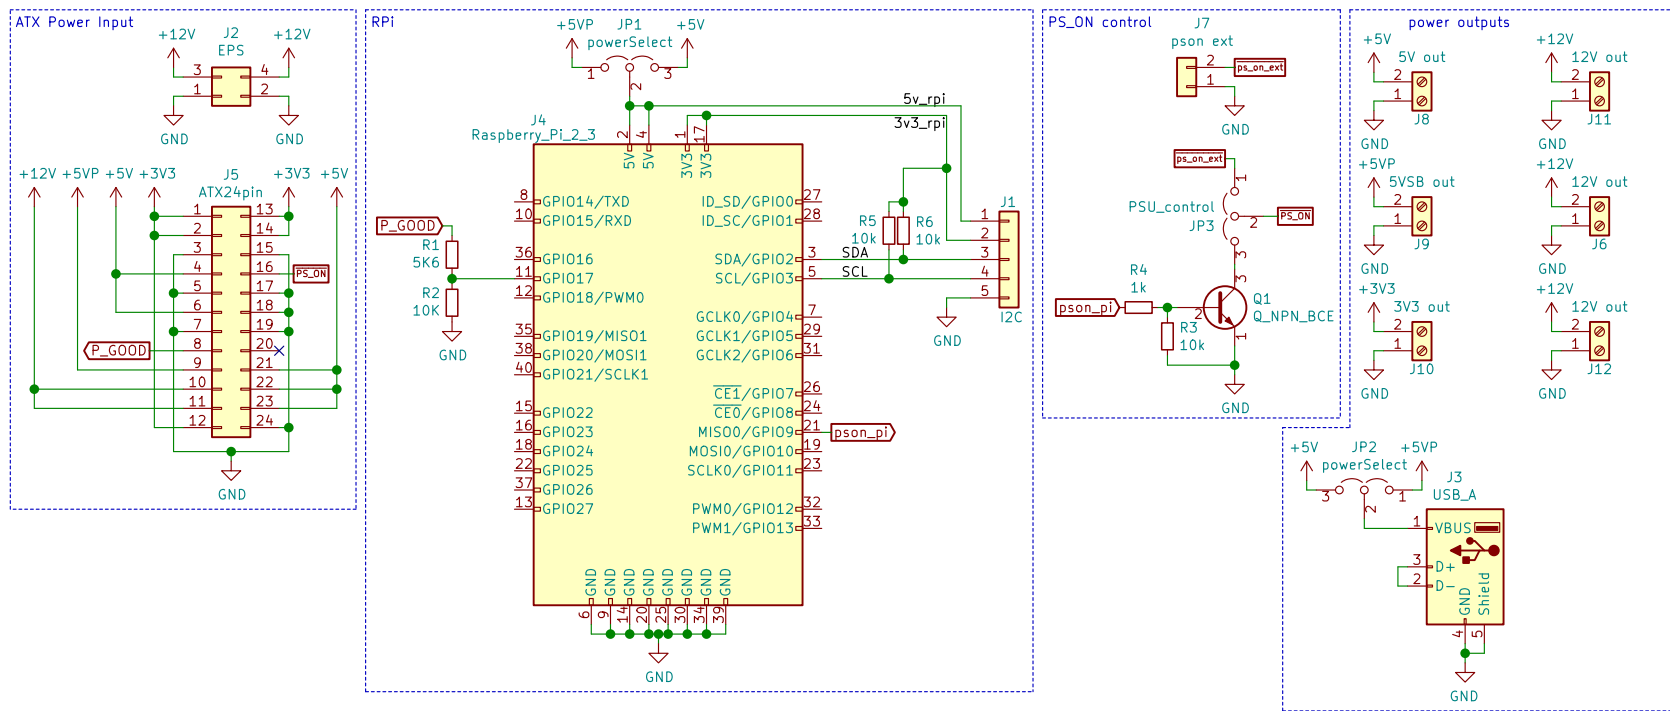 ATX Power Input
+12V
J2
EPS
+12V
3
4
1
2
GND
GND
+12V
+5VP
+5V
+3V3
J5
ATX24pin
+3V3
+5V
1
13
2
14
3
15
4
16
PS_ON
5
17
6
18
7
19
P_GOOD
8
20
9
21
10
22
11
23
12
24
GND
RPi
+5VP
JP1
powerSelect
+5V
1
3
2
5v_rpi
3v3_rpi
J4
Raspberry_Pi_2_3
2
4
1
17
5V
5V
3V3
3V3
8
GPIO14/TXD
10
GPIO15/RXD
36
GPIO16
11
GPIO17
12
GPIO18/PWM0
35
GPIO19/MISO1
38
GPIO20/MOSI1
40
GPIO21/SCLK1
15
GPIO22
16
GPIO23
18
GPIO24
22
GPIO25
37
GPIO26
13
GPIO27
ID_SD/GPIO0
27
ID_SC/GPIO1
28
SDA/GPIO2
3
SDA
SCL/GPIO3
5
SCL
GCLK0/GPIO4
7
GCLK1/GPIO5
29
GCLK2/GPIO6
31
CE1/GPIO7
26
CE0/GPIO8
24
MISO0/GPIO9
21
pson_pi
MOSI0/GPIO10
19
SCLK0/GPIO11
23
PWM0/GPIO12
32
PWM1/GPIO13
33
GND
GND
GND
GND
GND
GND
GND
GND
6
9
14
20
25
30
34
39
GND
P_GOOD
R1
5K6
R2
10K
GND
R5
10k
R6
10k
J1
1
2
3
4
5
I2C
GND
PS_ON control
J7
pson ext
2
ps_on_ext
1
GND
ps_on_ext
1
PSU_control
JP3
2
PS_ON
3
3
R4
1k
pson_pi
2
Q1
Q_NPN_BCE
R3
10k
1
GND
power outputs
+5V
5V out
2
1
J8
GND
+12V
12V out
2
1
J11
GND
+5VP
5VSB out
2
1
J9
GND
+12V
12V out
2
1
J6
GND
+3V3
3V3 out
2
1
J10
GND
+12V
12V out
2
1
J12
GND
+5V
JP2
powerSelect
+5VP
3
1
2
J3
USB_A
1
VBUS
3
D+
2
D-
GND
Shield
4
5
GND